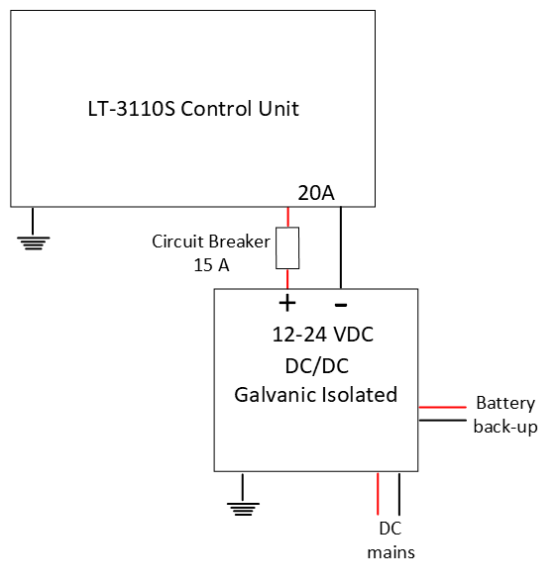 LT-3110S Control Unit
20A
Circuit Breaker
15 A
+ -
12-24 VDC
DC/DC
Galvanic Isolated
Battery
back-up
DC
mains